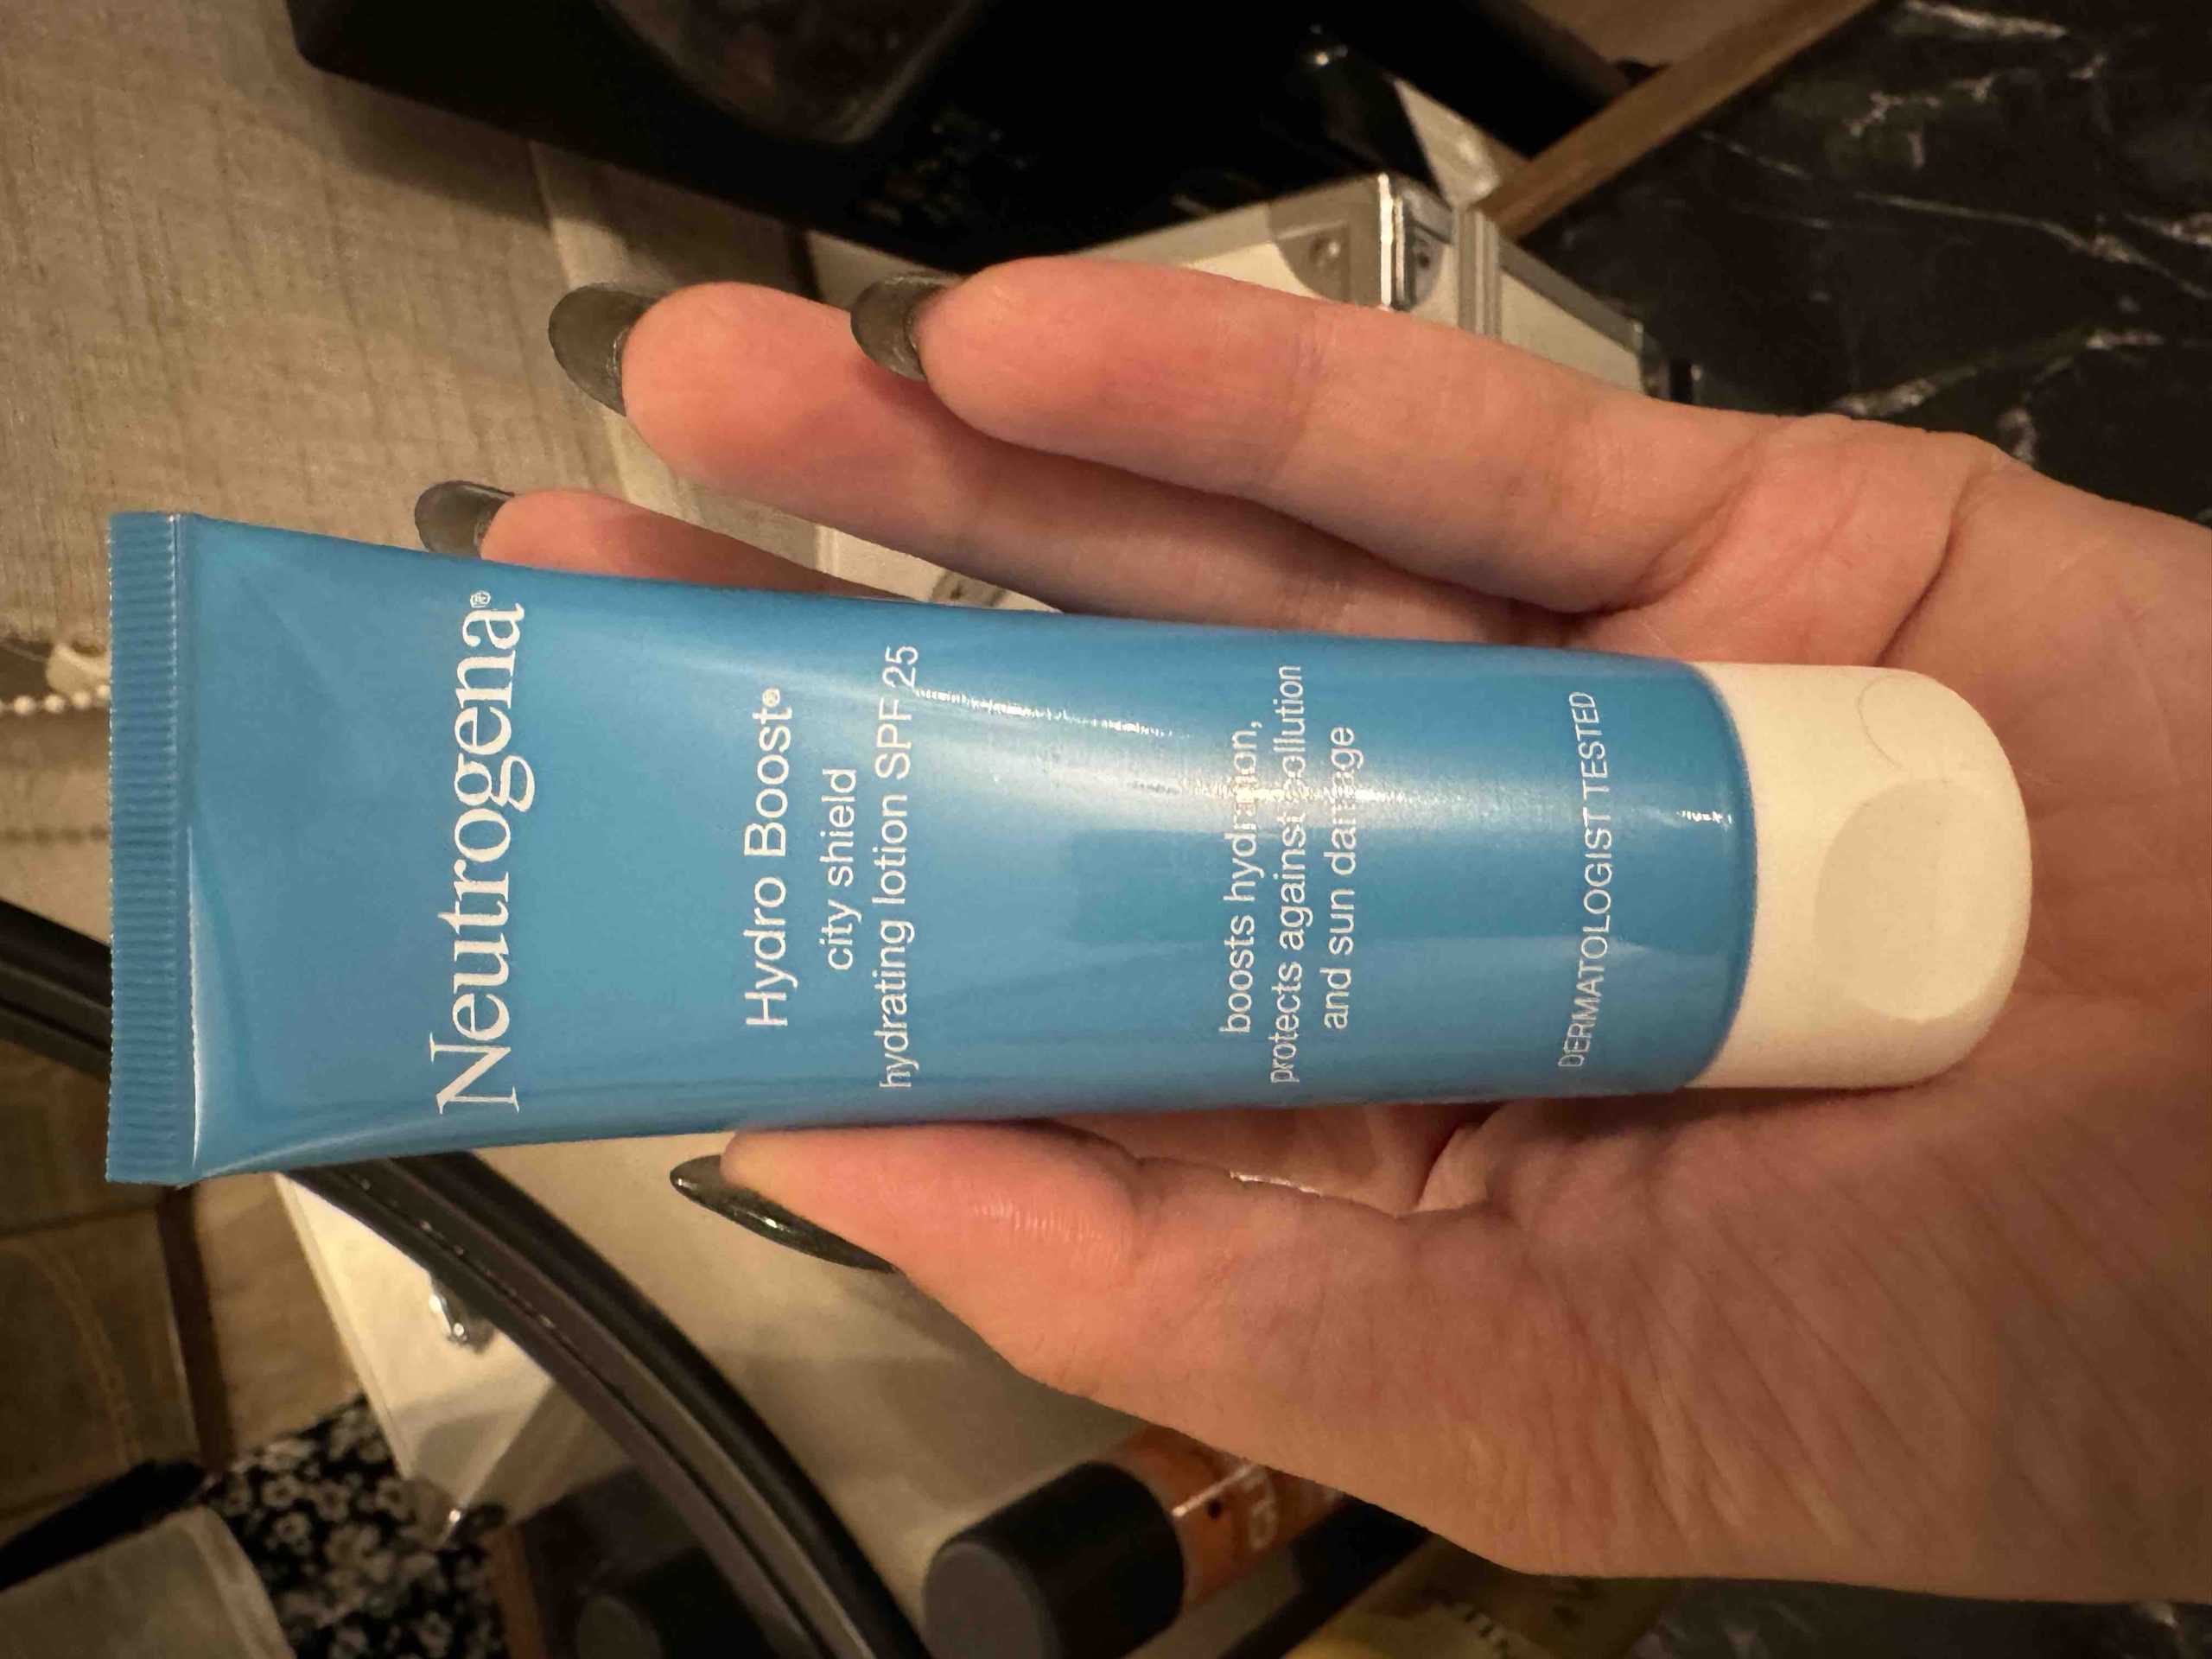 Neutrogena®
Hydro Boost®
city shield
hydrating lotion SPF 25
boosts hydration,
protects against pollution
and sun damage
DERMATOLOGIST TESTED